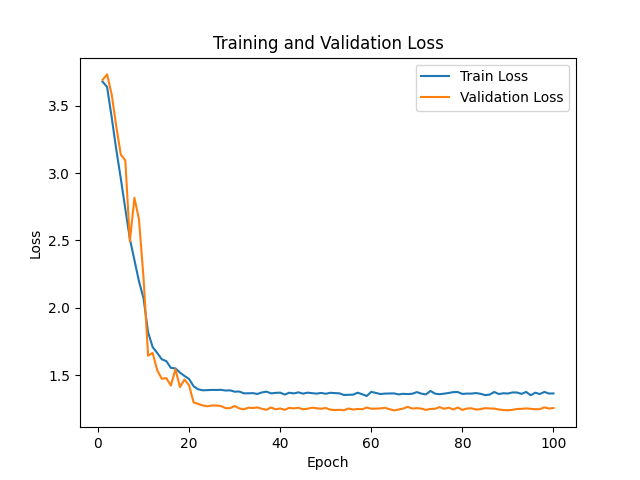 Training and Validation Loss
Train Loss
Validation Loss
Loss
3.5
3.0
2.5
2.0
1.5
0 20 40 60 80 100
Epoch